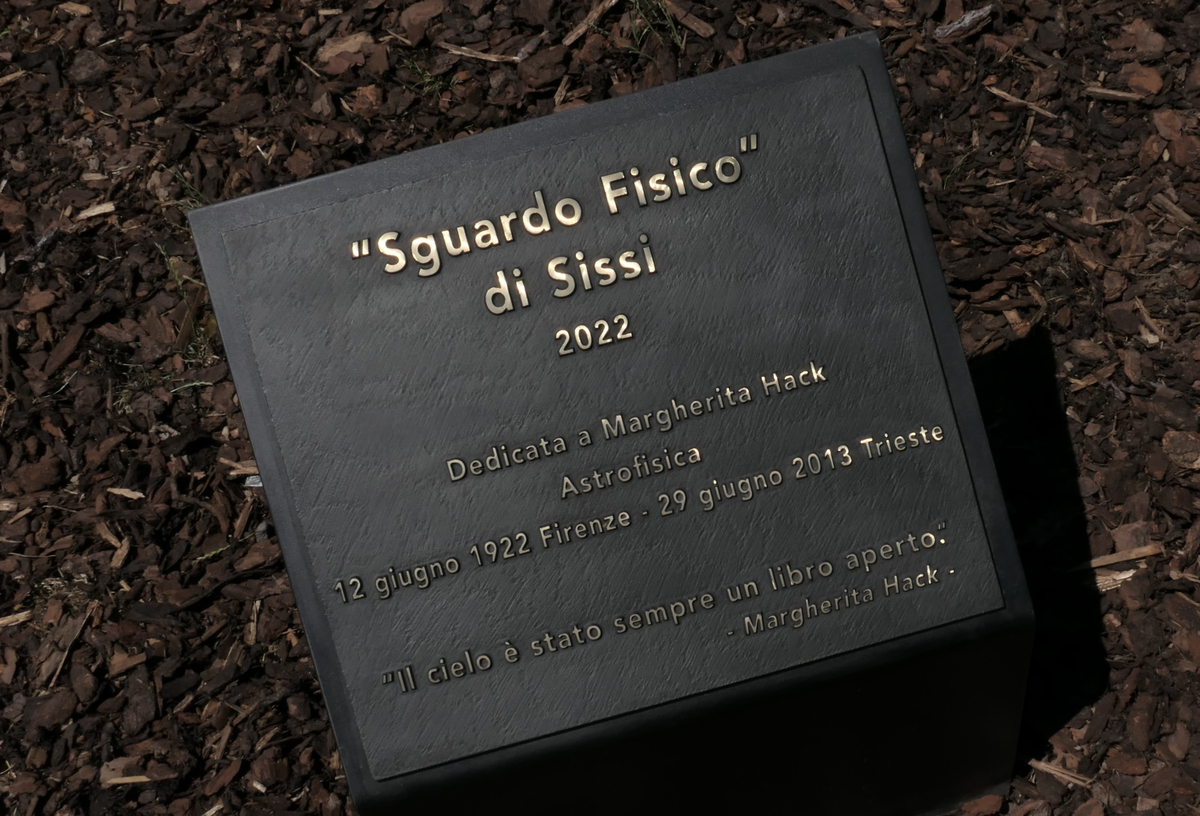 "Sguardo Fisico"
di Sissi
2022
Dedicata a Margherita Hack
Astrofisica
12 giugno 1922 Firenze - 29 giugno 2013 Trieste
"Il cielo è stato sempre un libro aperto."
- Margherita Hack -